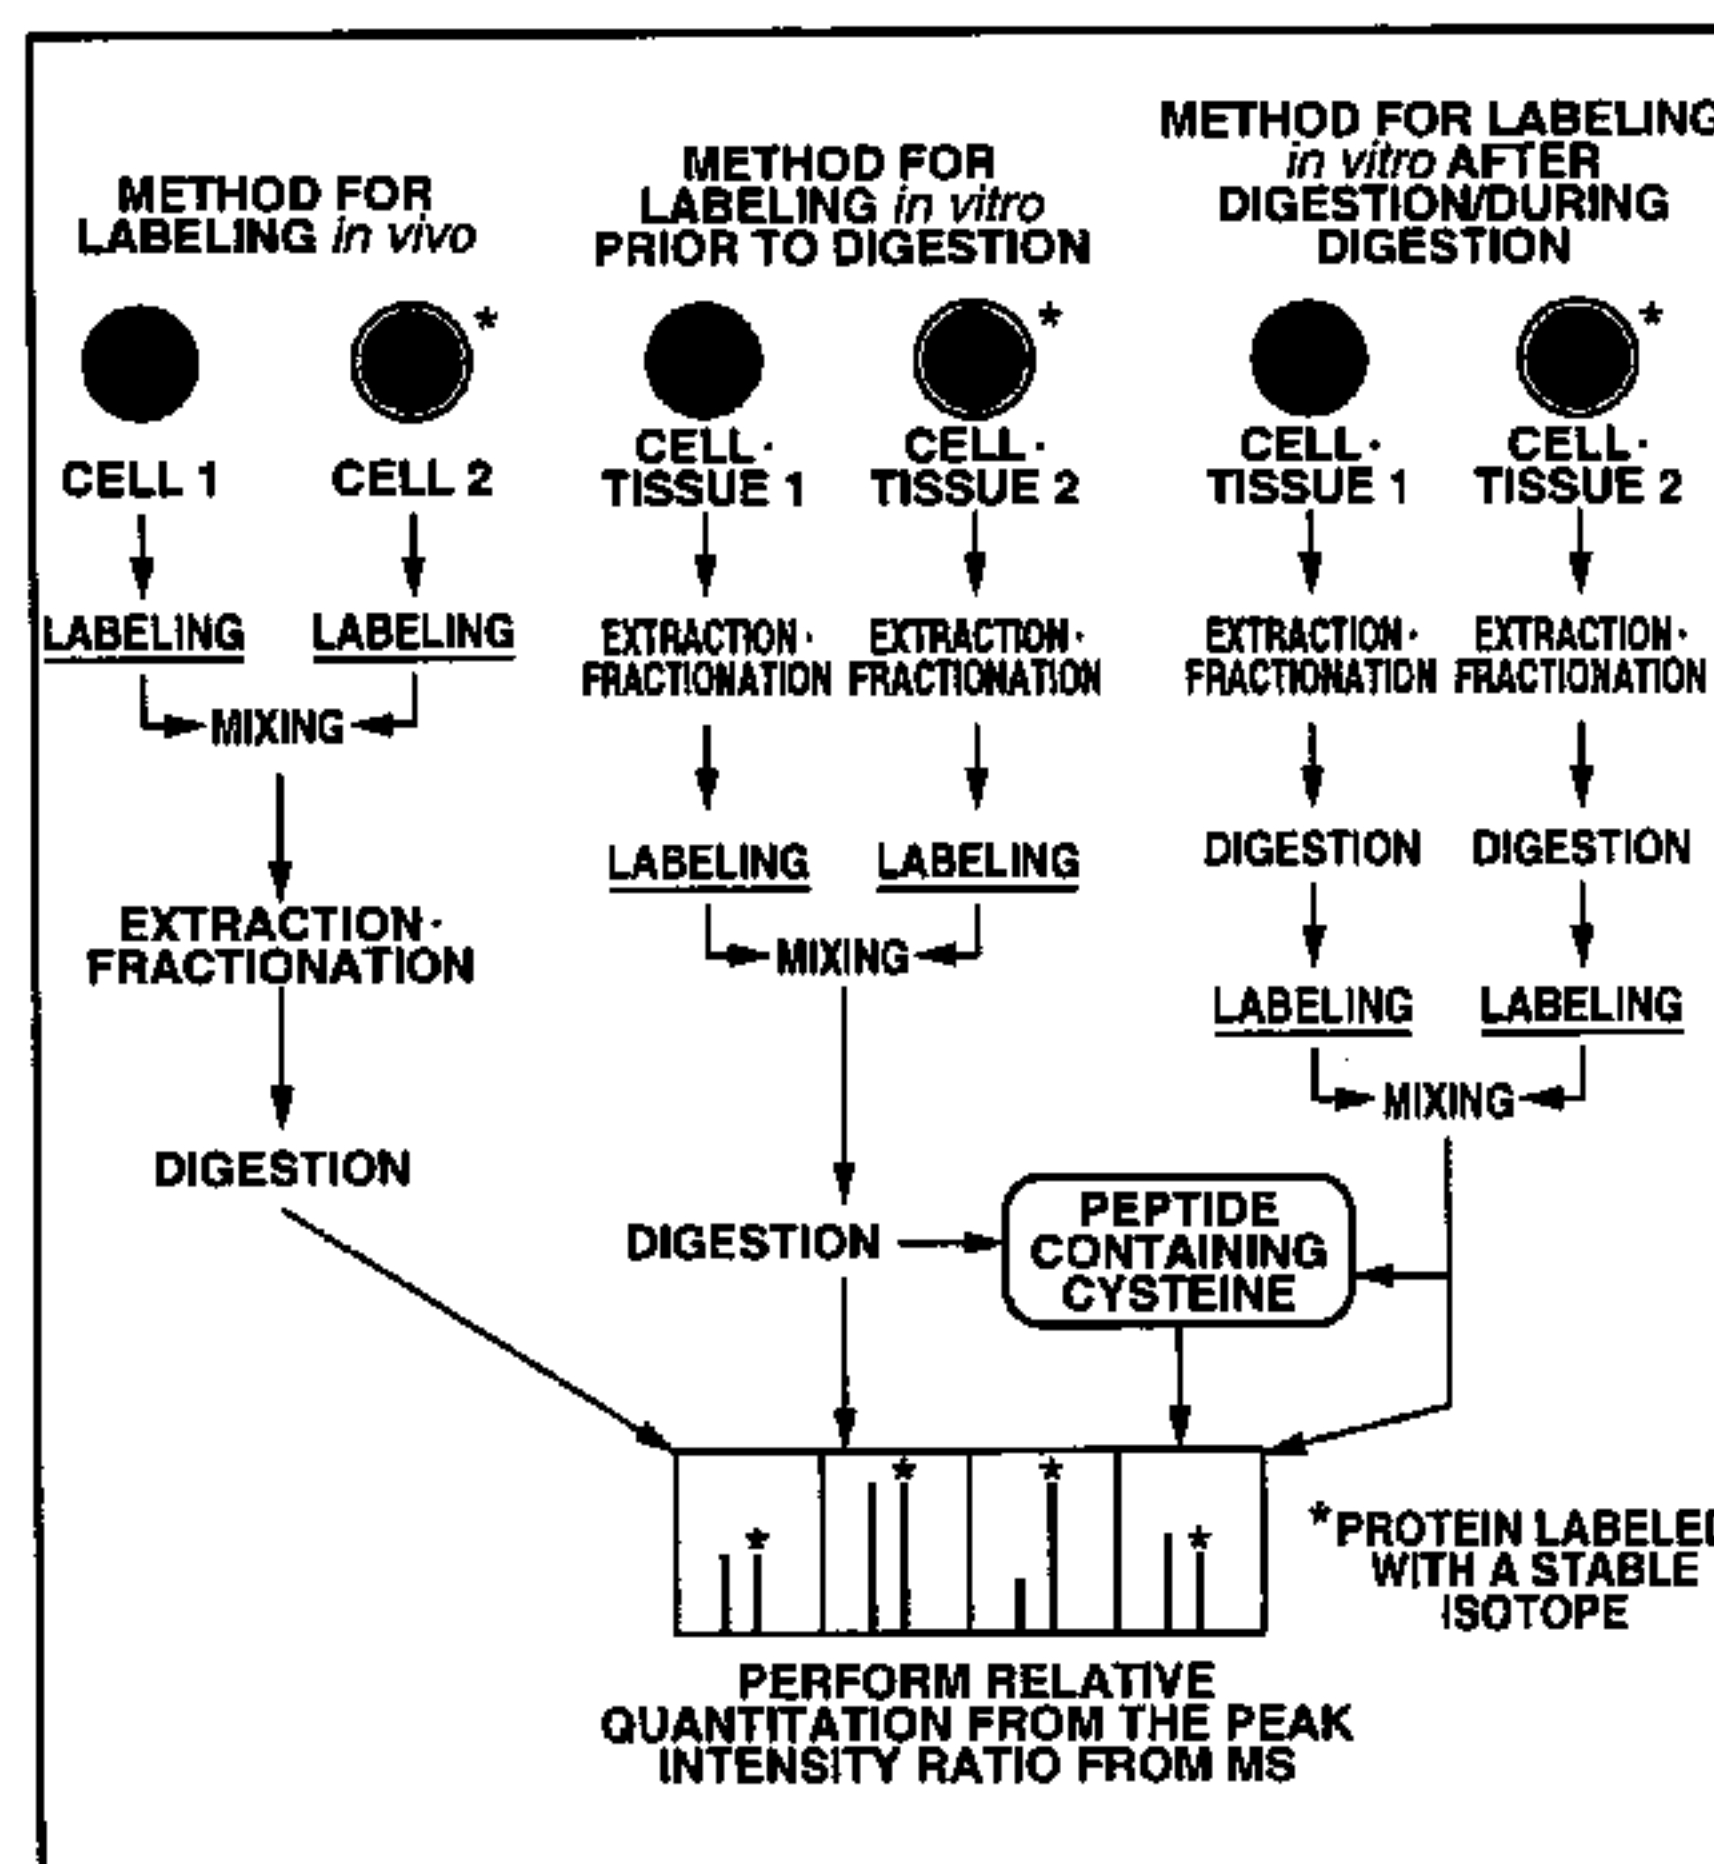 METHOD FOR
LABELING in vivo
METHOD FOR
LABELING in vitro
PRIOR TO DIGESTION
METHOD FOR LABELING
in vitro AFTER
DIGESTION/DURING
DIGESTION
*
*
*
CELL 1
CELL 2
CELL·
TISSUE 1
CELL·
TISSUE 2
CELL·
TISSUE 1
CELL·
TISSUE 2
LABELING
LABELING
MIXING
EXTRACTION·
FRACTIONATION
DIGESTION
EXTRACTION·
FRACTIONATION
EXTRACTION·
FRACTIONATION
LABELING
LABELING
MIXING
DIGESTION
EXTRACTION·
FRACTIONATION
EXTRACTION·
FRACTIONATION
DIGESTION
DIGESTION
LABELING
LABELING
MIXING
PEPTIDE
CONTAINING
CYSTEINE
*
*
*
*
*PROTEIN LABELED
WITH A STABLE
ISOTOPE
PERFORM RELATIVE
QUANTITATION FROM THE PEAK
INTENSITY RATIO FROM MS